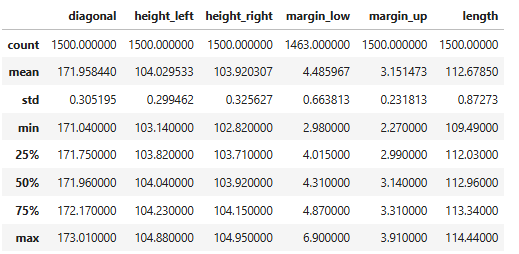 diagonal height_left height_right margin_low margin_up length
count 1500.000000 1500.000000 1500.000000 1463.000000 1500.000000 1500.00000
mean 171.958440 104.029533 103.920307 4.485967 3.151473 112.67850
std 0.305195 0.299462 0.325627 0.663813 0.231813 0.87273
min 171.040000 103.140000 102.820000 2.980000 2.270000 109.49000
25% 171.750000 103.820000 103.710000 4.015000 2.990000 112.03000
50% 171.960000 104.040000 103.920000 4.310000 3.140000 112.96000
75% 172.170000 104.230000 104.150000 4.870000 3.310000 113.34000
max 173.010000 104.880000 104.950000 6.900000 3.910000 114.44000